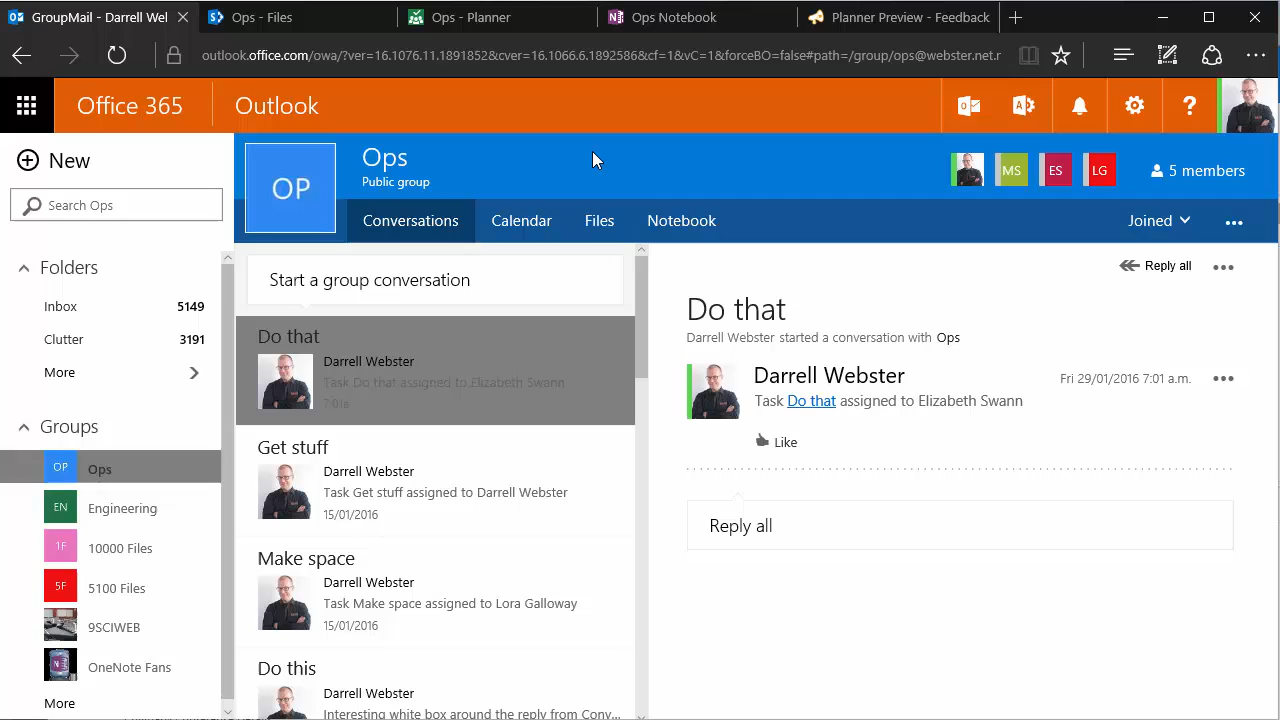 GroupMail - Darrell Wel
Ops - Files
Ops - Planner
Ops Notebook
Planner Preview - Feedback
outlook.office.com/owa/?ver=16.1076.11.1891852&cver=16.1066.6.1892586&cf=1&vC=1&forceBO=false#path=/group/ops@webster.net.r
Office 365
Outlook
New
Search Ops
OP
Ops
Public group
MS
ES
LG
5 members
Conversations
Calendar
Files
Notebook
Joined
Folders
Inbox 5149
Clutter 3191
More
Groups
OP Ops
EN Engineering
1F 10000 Files
5F 5100 Files
9SCIWEB
OneNote Fans
More
Start a group conversation
Do that
Darrell Webster
Task Do that assigned to Elizabeth Swann
7:01a
Get stuff
Darrell Webster
Task Get stuff assigned to Darrell Webster
15/01/2016
Make space
Darrell Webster
Task Make space assigned to Lora Galloway
15/01/2016
Do this
Darrell Webster
Interesting white box around the reply from Conv...
Reply all
Do that
Darrell Webster started a conversation with Ops
Darrell Webster
Fri 29/01/2016 7:01 a.m.
Task Do that assigned to Elizabeth Swann
Like
Reply all